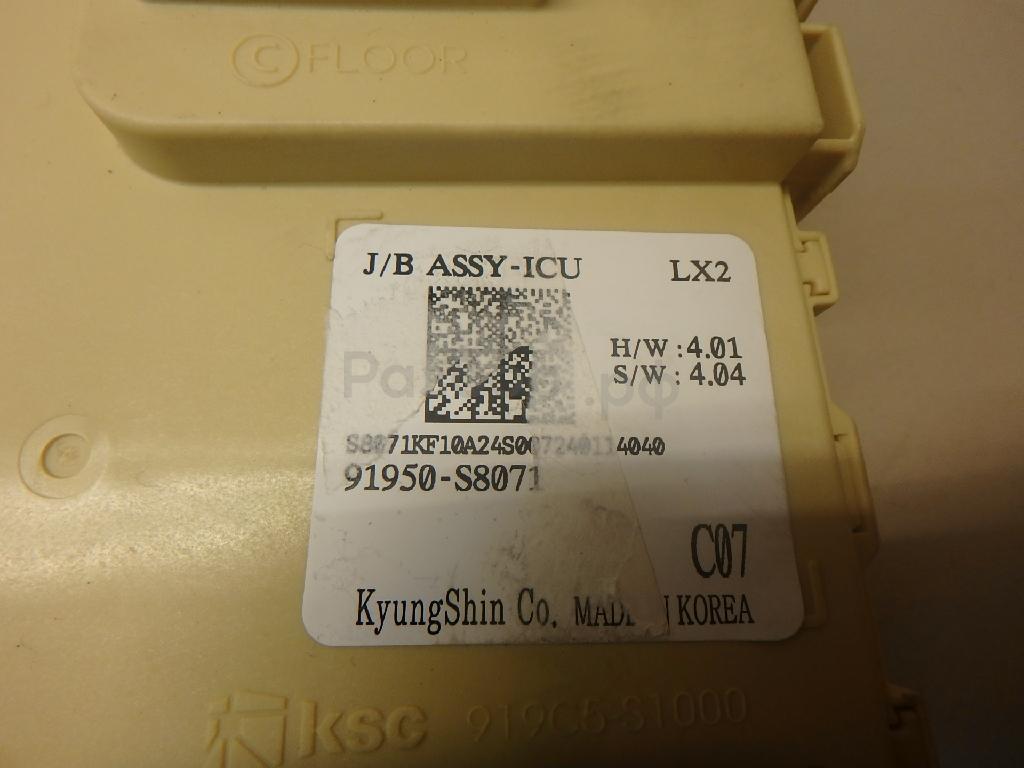 ©FLOOR
J/B ASSY-ICU LX2
H/W : 4.01
S/W : 4.04
S8071KF10A24S007240114040
91950-S8071
C07
KyungShin Co. MADE IN KOREA
ksc 919C5-S1000